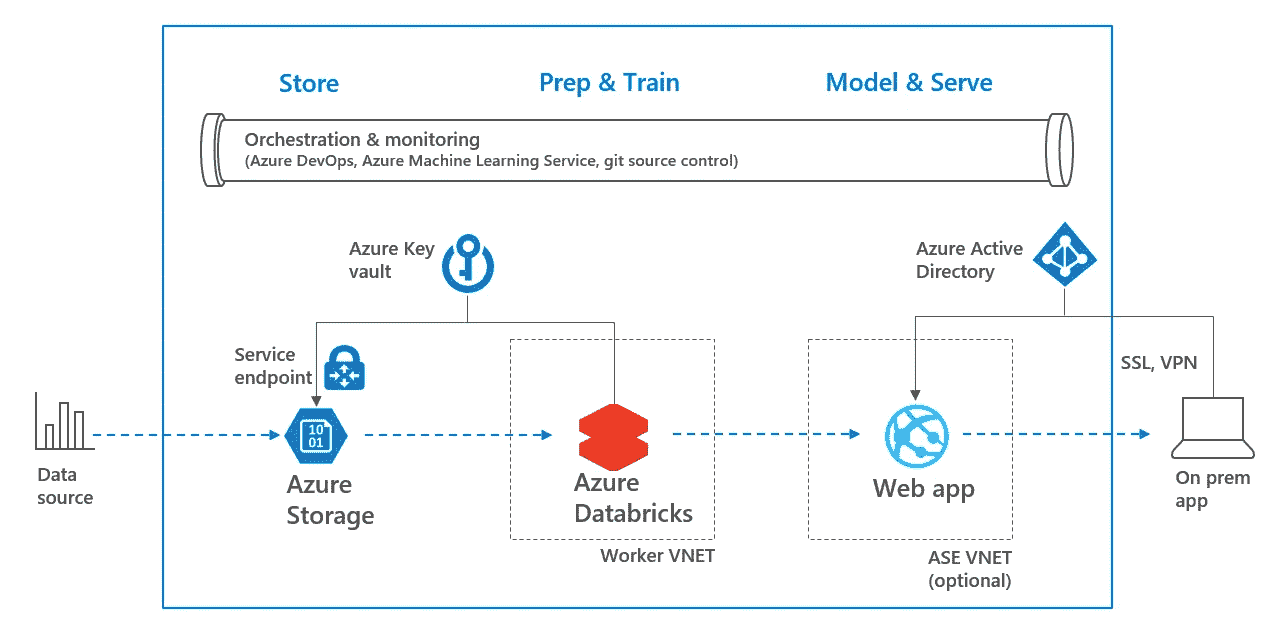 Store
Prep & Train
Model & Serve
Orchestration & monitoring
(Azure DevOps, Azure Machine Learning Service, git source control)
Azure Key
vault
Azure Active
Directory
Service
endpoint
SSL, VPN
10
01
Data
source
Azure
Storage
Azure
Databricks
Web app
On prem
app
Worker VNET
ASE VNET
(optional)